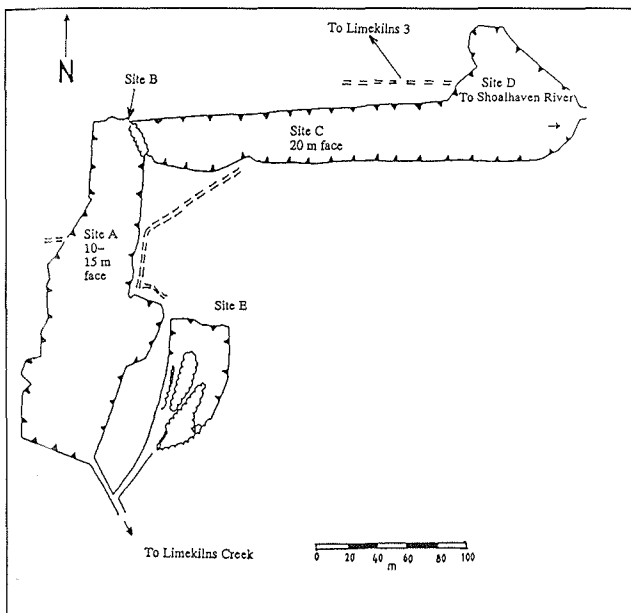 To Limekilns 3
N
Site B
Site D
To Shoalhaven River
Site C
20 m face
→
Site A
10–
15 m
face
Site E
To Limekilns Creek
0 20 40 60 80 100
m